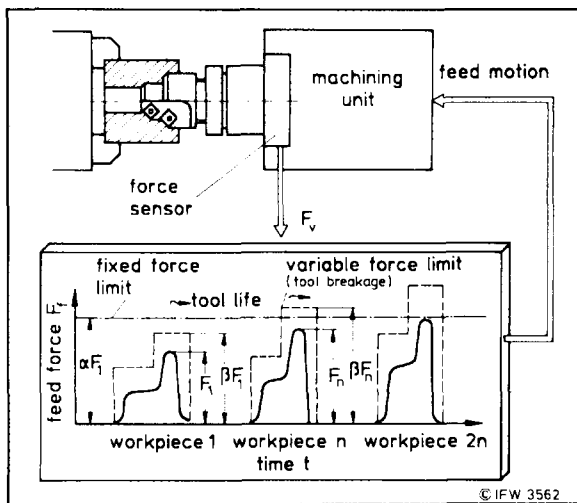 machining
unit
feed motion
force
sensor
F_v
fixed force
limit
↷ tool life
variable force limit
(tool breakage)
feed force F_f
αF_1
F_1
βF_1
F_n
βF_n
workpiece 1
workpiece n
workpiece 2n
time t
© IFW 3562